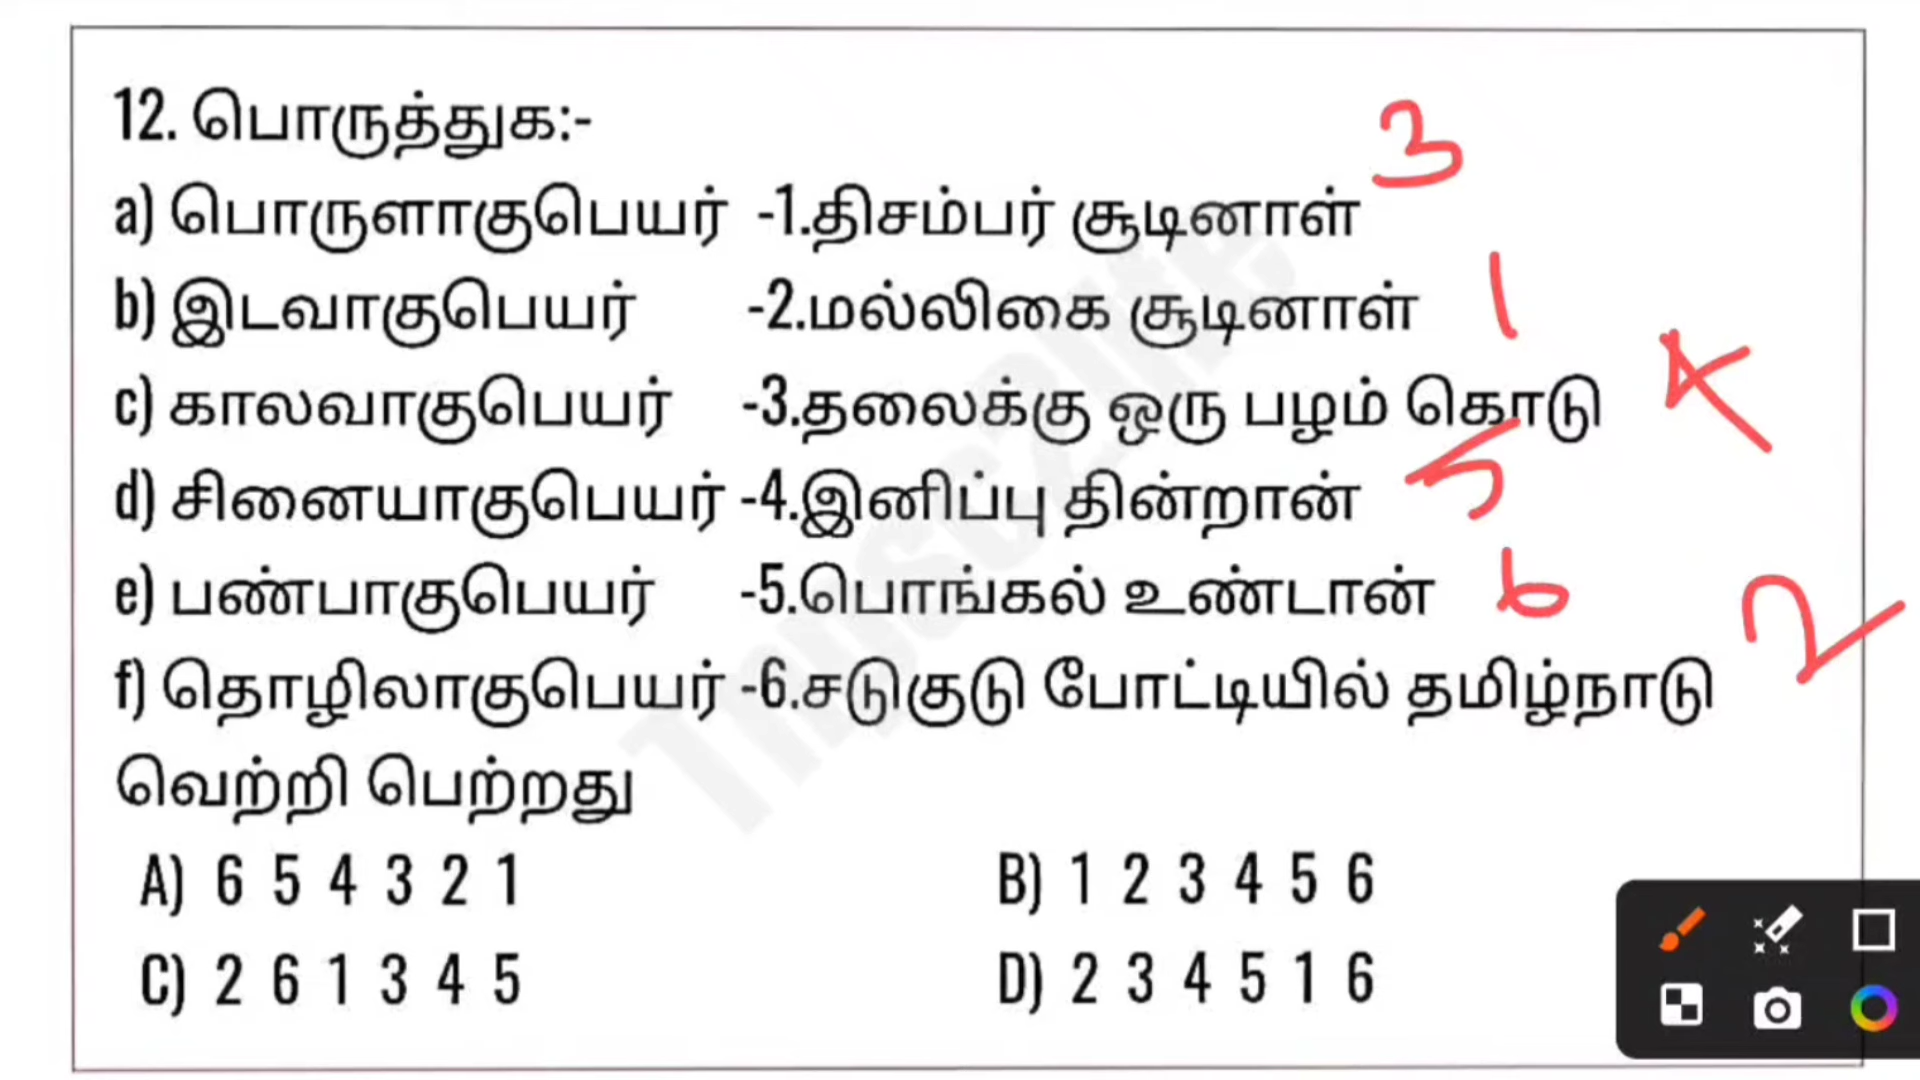 12. பொருத்துக:-
3
a) பொருளாகுபெயர் -1.திசம்பர் சூடினாள்
b) இடவாகுபெயர் -2.மல்லிகை சூடினாள் 1
c) காலவாகுபெயர் -3.தலைக்கு ஒரு பழம் கொடு 4
d) சினையாகுபெயர் -4.இனிப்பு தின்றான் 5
e) பண்பாகுபெயர் -5.பொங்கல் உண்டான் 6
f) தொழிலாகுபெயர் -6.சடுகுடு போட்டியில் தமிழ்நாடு 2
வெற்றி பெற்றது
A) 6 5 4 3 2 1 B) 1 2 3 4 5 6
C) 2 6 1 3 4 5 D) 2 3 4 5 1 6